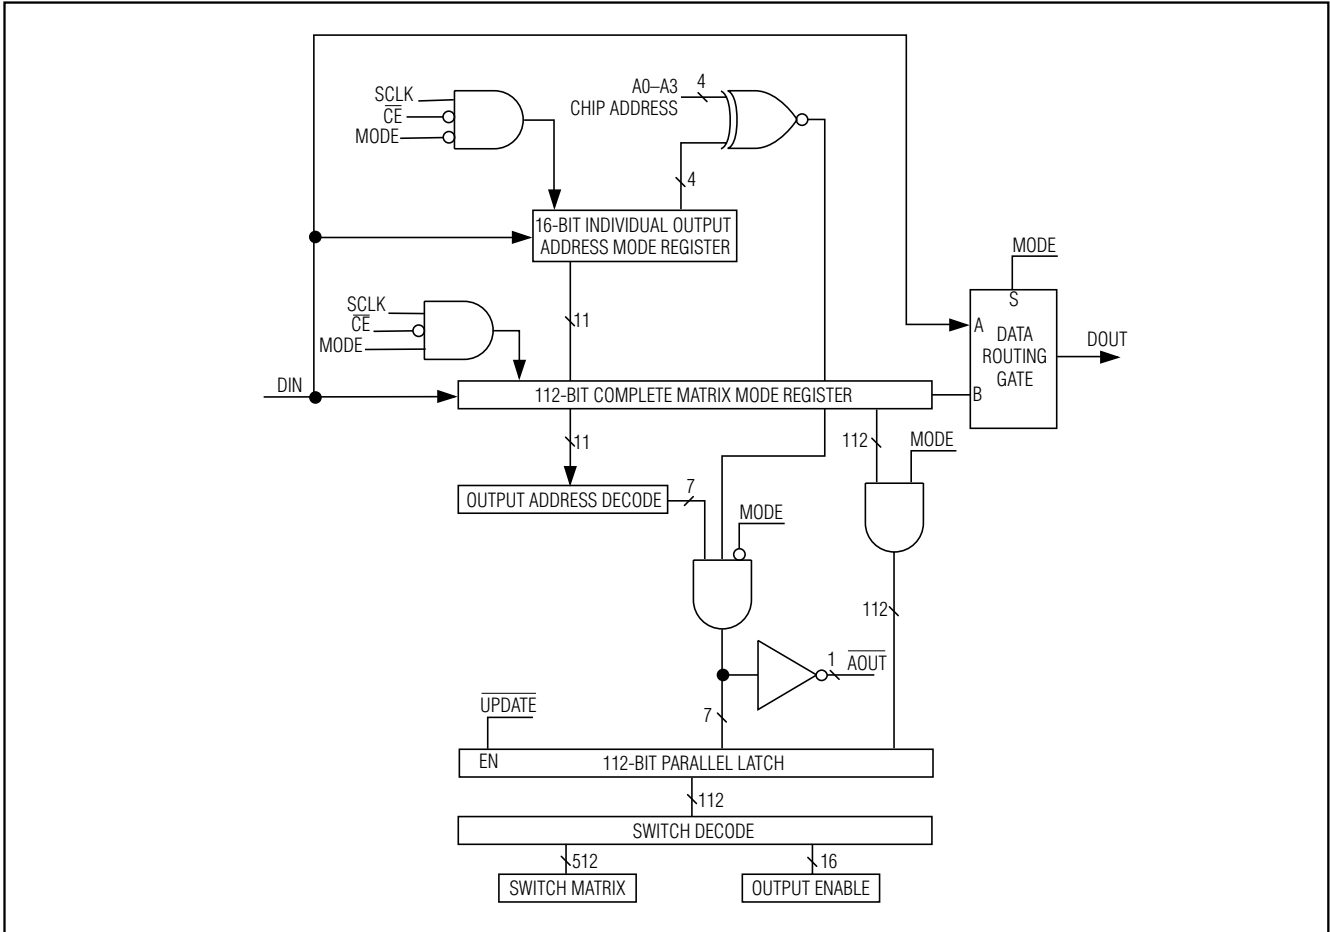 SCLK
CE
MODE
A0–A3
CHIP ADDRESS
4
4
16-BIT INDIVIDUAL OUTPUT
ADDRESS MODE REGISTER
MODE
S
A
DATA
ROUTING
GATE
B
DOUT
SCLK
CE
MODE
11
DIN
112-BIT COMPLETE MATRIX MODE REGISTER
11
112
MODE
OUTPUT ADDRESS DECODE
7
MODE
112
1
AOUT
UPDATE
7
EN
112-BIT PARALLEL LATCH
112
SWITCH DECODE
512
16
SWITCH MATRIX
OUTPUT ENABLE